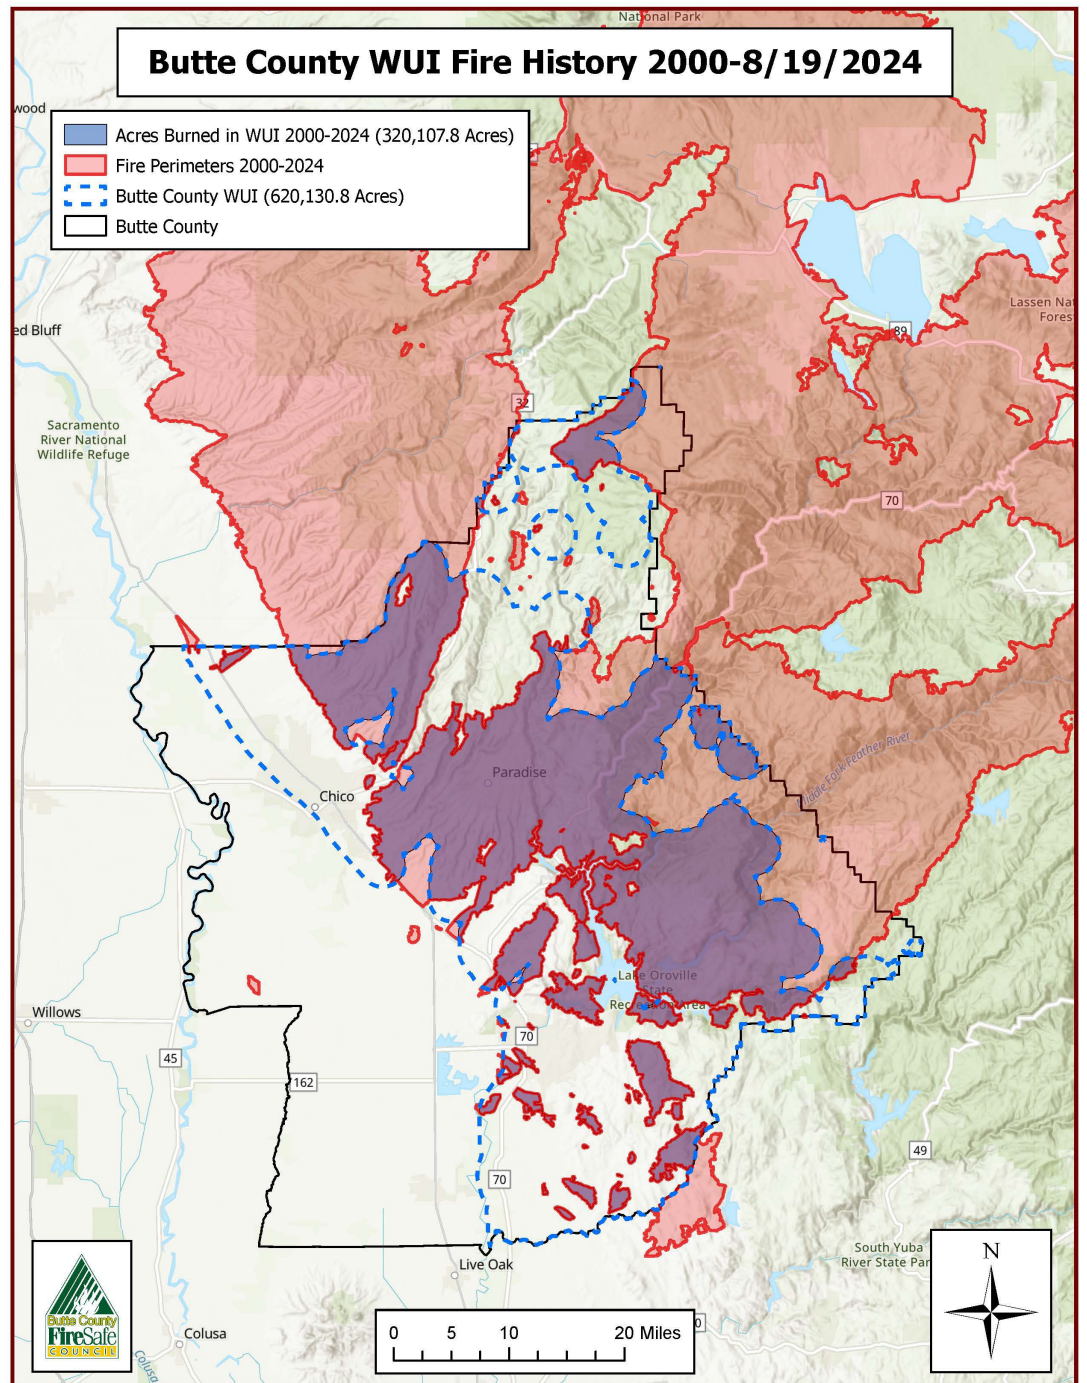 National Park
Butte County WUI Fire History 2000-8/19/2024
wood
Acres Burned in WUI 2000-2024 (320,107.8 Acres)
Fire Perimeters 2000-2024
Butte County WUI (620,130.8 Acres)
Butte County
ed Bluff
89
Lassen Nat
Fores
32
Sacramento
River National
Wildlife Refuge
70
Middle Fork Feather River
Paradise
Chico
Lake Oroville
State
Recreation Area
Willows
70
45
162
49
70
South Yuba
River State Par
Live Oak
N
Butte County
FireSafe
COUNCIL
Colusa
Colusa
0 5 10 20 Miles
0